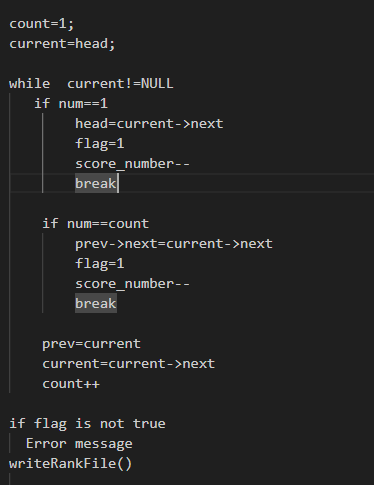 count=1;
current=head;
while  current!=NULL
if num==1
head=current->next
flag=1
score_number--
break
if num==count
prev->next=current->next
flag=1
score_number--
break
prev=current
current=current->next
count++
if flag is not true
Error message
writeRankFile()